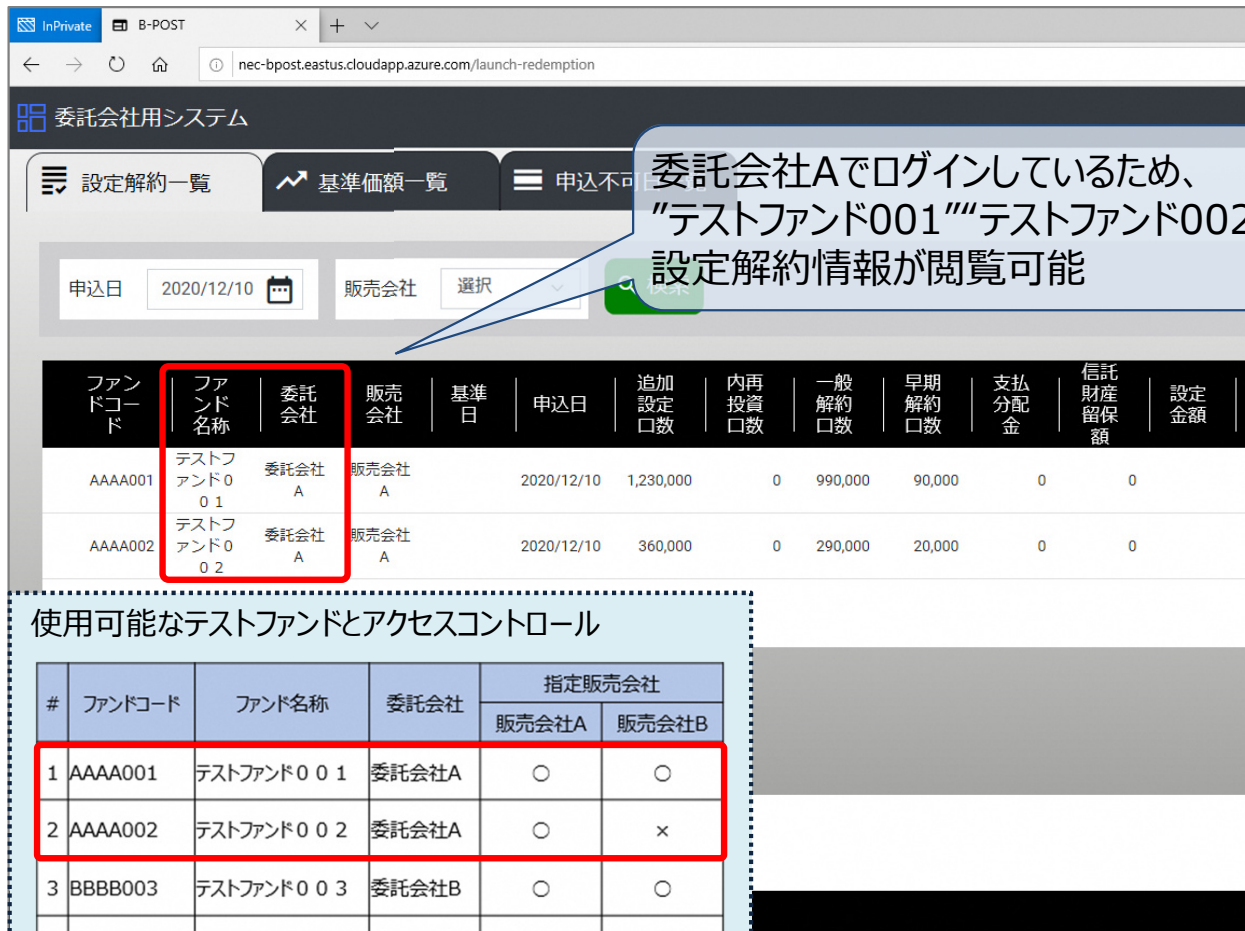 InPrivate
B-POST
nec-bpost.eastus.cloudapp.azure.com/launch-redemption
委託会社用システム
設定解約一覧
基準価額一覧
申込不可日一覧
委託会社Aでログインしているため、
”テストファンド001”“テストファンド002
設定解約情報が閲覧可能
申込日
2020/12/10
販売会社
選択
検索
ファン
ドコー
ド
ファ
ンド
名称
委託
会社
販売
会社
基準
日
申込日
追加
設定
口数
内再
投資
口数
一般
解約
口数
早期
解約
口数
支払
分配
金
信託
財産
留保
額
設定
金額
AAAA001
テストフ
ァンド０
０１
委託会社
A
販売会社
A
2020/12/10
1,230,000
0
990,000
90,000
0
0
AAAA002
テストフ
ァンド０
０２
委託会社
A
販売会社
A
2020/12/10
360,000
0
290,000
20,000
0
0
使用可能なテストファンドとアクセスコントロール
#
ファンドコード
ファンド名称
委託会社
指定販売会社
販売会社A
販売会社B
1 AAAA001 テストファンド００１ 委託会社A ○ ○
2 AAAA002 テストファンド００２ 委託会社A ○ ×
3 BBBB003 テストファンド００３ 委託会社B ○ ○